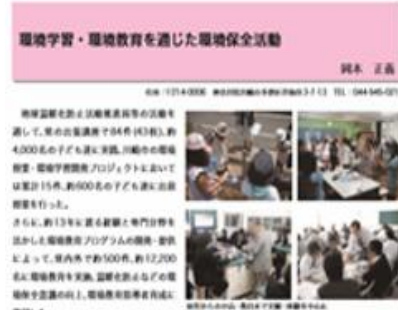 環境学習・環境教育を通じた環境保全活動
岡本 正義
地球温暖化防止活動推進員等の活動を
通して、県の出張講座で84件(43校)、約
4,000名の子ども達に実践。川崎市の環境
授業・環境学習開発プロジェクトにおいて
は累計15件、約600名の子ども達に出前
授業を行った。
さらに、約13年に渡る経験と専門分野を
活かした環境教育プログラムの開発・提供
によって、県内外で約500件、約12,200
名に環境教育を実施。温暖化防止などの環
境保全意識の向上、環境教育指導者育成に